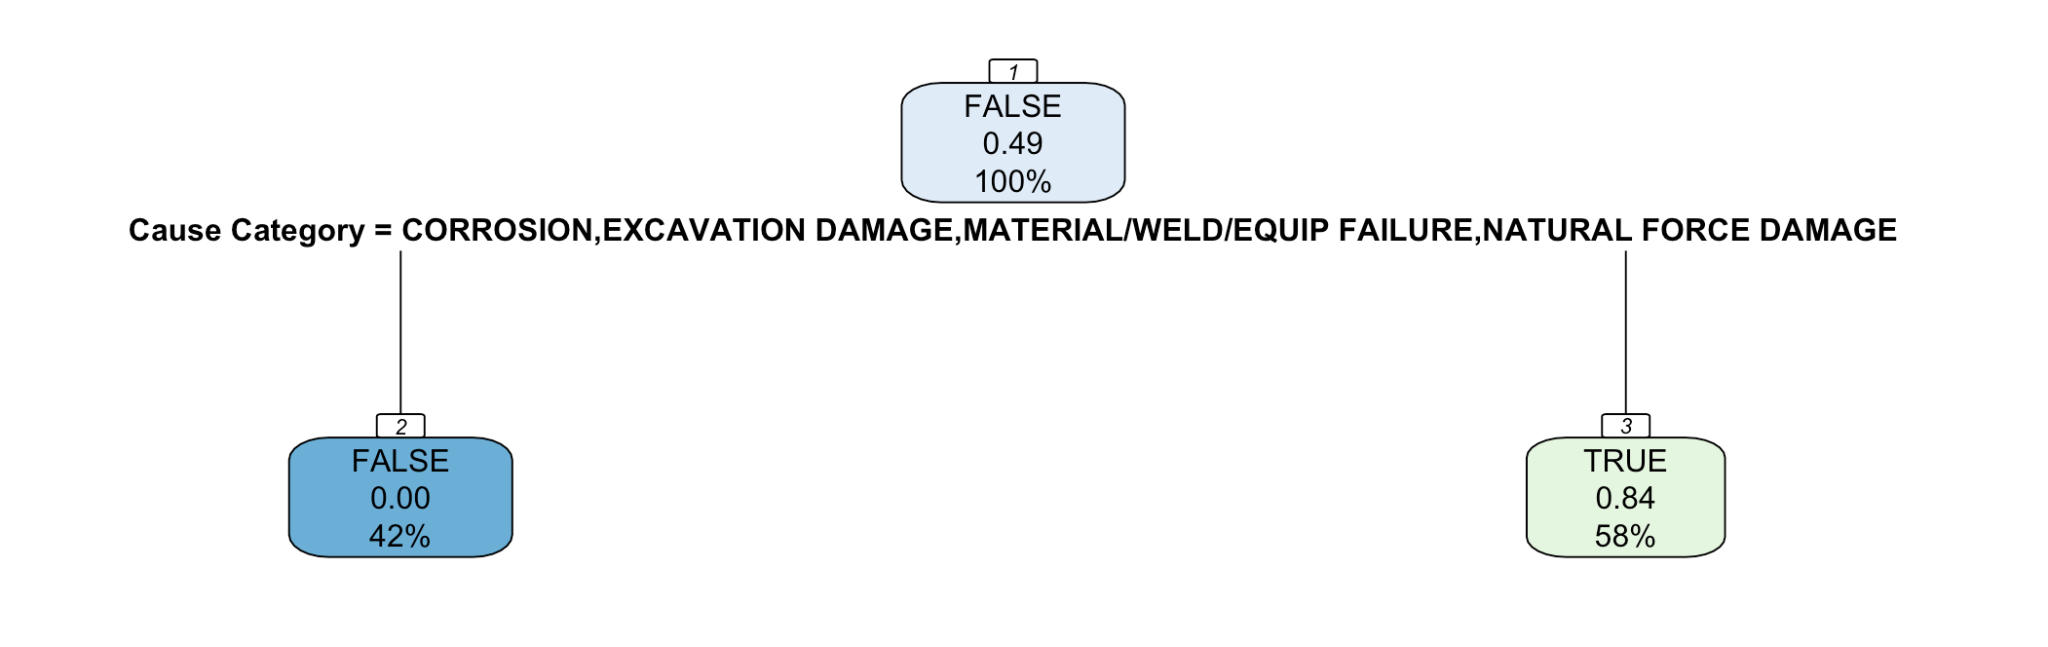 1
FALSE
0.49
100%
Cause Category = CORROSION,EXCAVATION DAMAGE,MATERIAL/WELD/EQUIP FAILURE,NATURAL FORCE DAMAGE
2
FALSE
0.00
42%
3
TRUE
0.84
58%